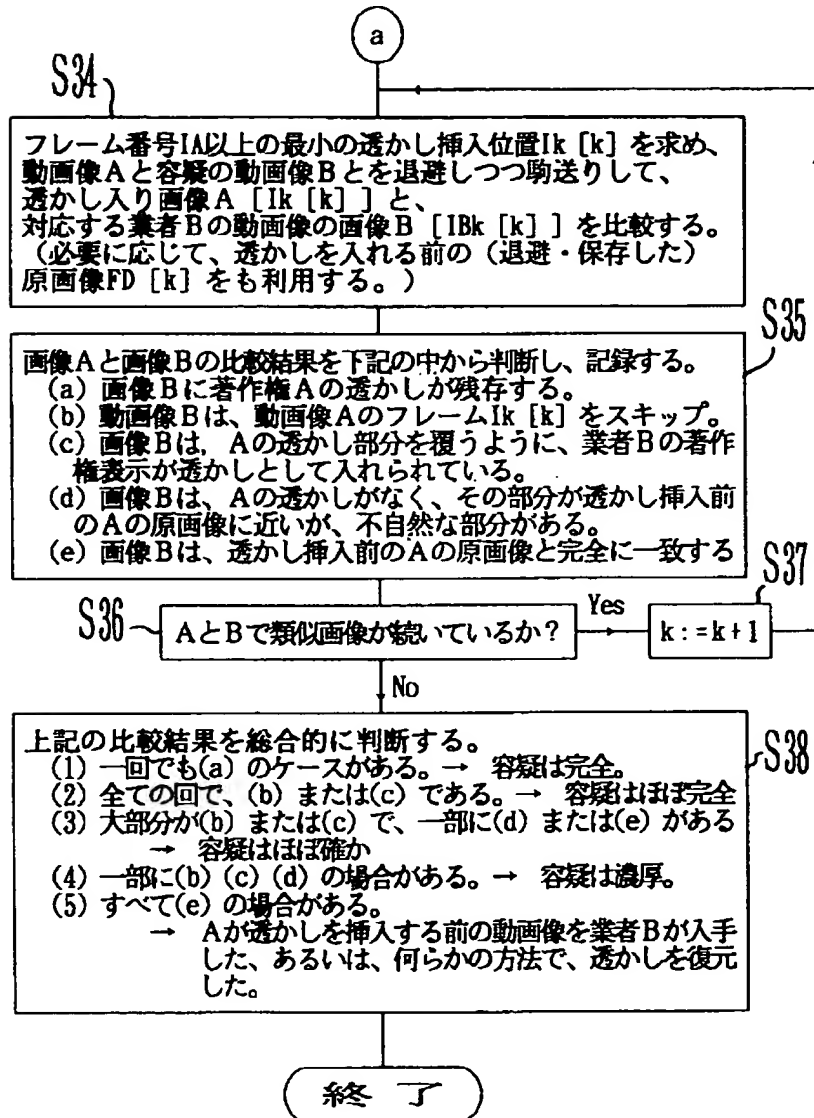 a
S34
フレーム番号IA以上の最小の透かし挿入位置Ik [k] を求め、
動画像Aと容疑の動画像Bとを退避しつつ駒送りして、
透かし入り画像A [Ik [k] ] と、
対応する業者Bの動画像の画像B [IBk [k] ] を比較する。
(必要に応じて、透かしを入れる前の (退避・保存した)
原画像FD [k] をも利用する。)
S35
画像Aと画像Bの比較結果を下記の中から判断し、記録する。
(a) 画像Bに著作権Aの透かしが残存する。
(b) 動画像Bは、動画像AのフレームIk [k] をスキップ。
(c) 画像Bは、Aの透かし部分を覆うように、業者Bの著作
権表示が透かしとして入れられている。
(d) 画像Bは、Aの透かしがなく、その部分が透かし挿入前
のAの原画像に近いが、不自然な部分がある。
(e) 画像Bは、透かし挿入前のAの原画像と完全に一致する
S36
AとBで類似画像が続いているか?
Yes
S37
k:=k+1
No
S38
上記の比較結果を総合的に判断する。
(1) 一回でも(a) のケースがある。→ 容疑は完全。
(2) 全ての回で、(b) または(c) である。→ 容疑はほぼ完全
(3) 大部分が(b) または(c) で、一部に(d) または(e) がある
→ 容疑はほぼ確か
(4) 一部に(b) (c) (d) の場合がある。→ 容疑は濃厚。
(5) すべて(e) の場合がある。
→ Aが透かしを挿入する前の動画像を業者Bが入手
した、あるいは、何らかの方法で、透かしを復元
した。
終 了